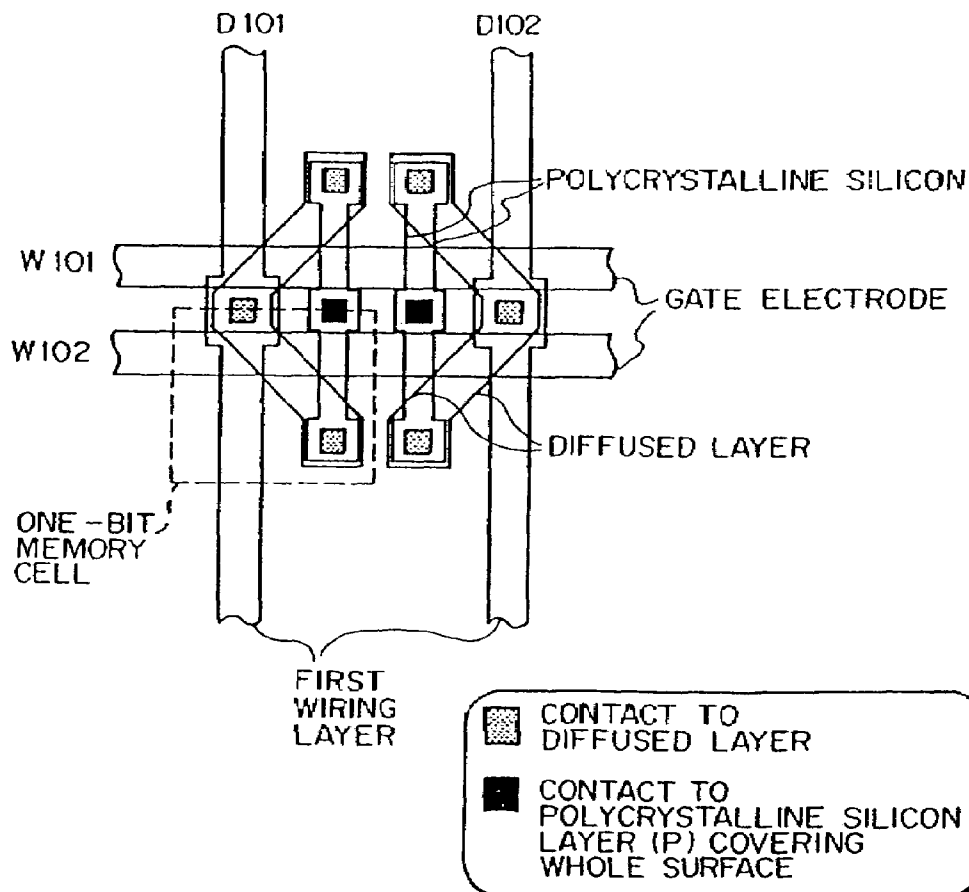 D101
D102
POLYCRYSTALLINE SILICON
W101
GATE ELECTRODE
W102
DIFFUSED LAYER
ONE-BIT
MEMORY
CELL
FIRST
WIRING
LAYER
CONTACT TO
DIFFUSED LAYER
CONTACT TO
POLYCRYSTALLINE SILICON
LAYER (P) COVERING
WHOLE SURFACE